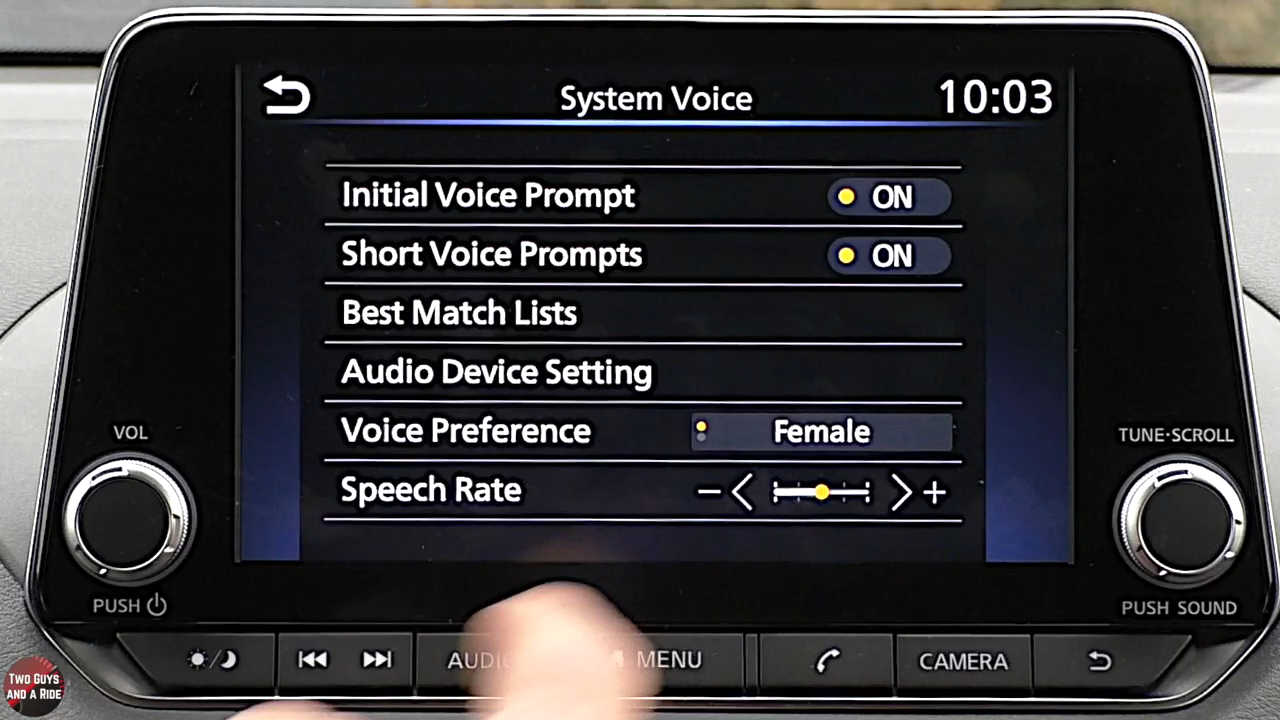 System Voice
10:03
Initial Voice Prompt
ON
Short Voice Prompts
ON
Best Match Lists
Audio Device Setting
Voice Preference
Female
Speech Rate
− +
VOL
TUNE·SCROLL
PUSH
PUSH SOUND
MENU
CAMERA
TWO GUYS
AND A RIDE